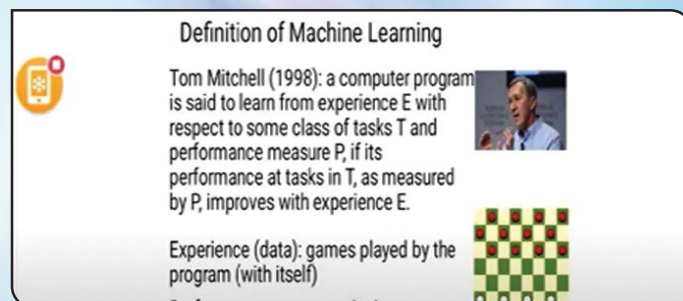 Definition of Machine Learning
Tom Mitchell (1998): a computer program
is said to learn from experience E with
respect to some class of tasks T and
performance measure P, if its
performance at tasks in T, as measured
by P, improves with experience E.
Experience (data): games played by the
program (with itself)